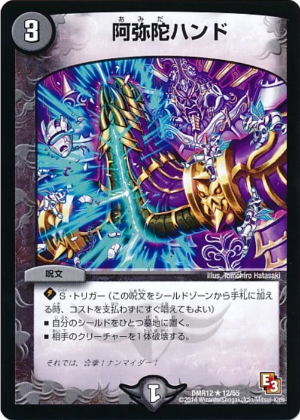 3
あみだ
阿弥陀ハンド
illus. Tomohiro Hatasaki
呪文
S・トリガー（この呪文をシールドゾーンから手札に加
える時、コストを支払わずにすぐ唱えてもよい）
■自分のシールドをひとつ墓地に置く。
■相手のクリーチャーを1体破壊する。
それでは、合掌！ナンマイダー！
E3
DMR12 ★ 12/55